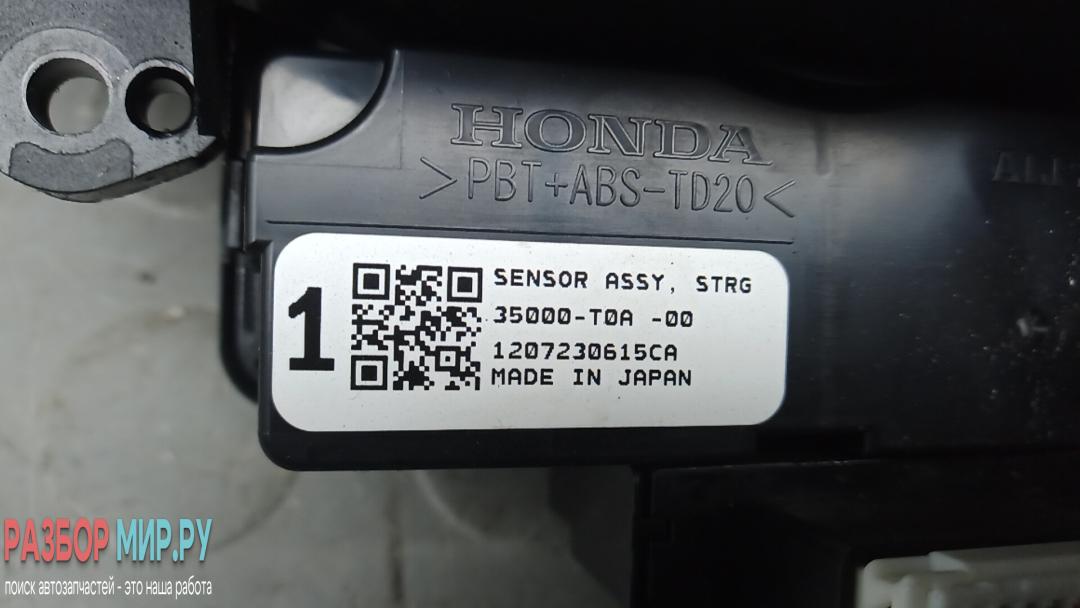 HONDA
>PBT+ABS-TD20<
1
SENSOR ASSY, STRG
35000-T0A -00
1207230615CA
MADE IN JAPAN
РАЗБОР МИР.РУ
поиск автозапчастей - это наша работа